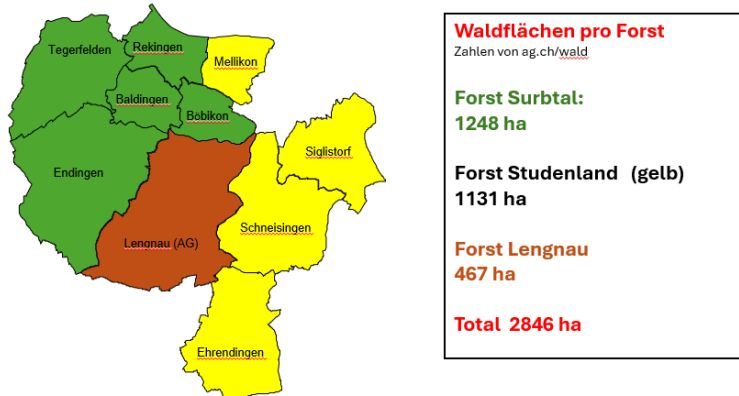 Tegerfelden
Rekingen
Mellikon
Baldingen
Böbikon
Siglistorf
Endingen
Schneisingen
Lengnau (AG)
Ehrendingen
Waldflächen pro Forst
Zahlen von ag.ch/wald
Forst Surbtal:
1248 ha
Forst Studenland (gelb)
1131 ha
Forst Lengnau
467 ha
Total 2846 ha